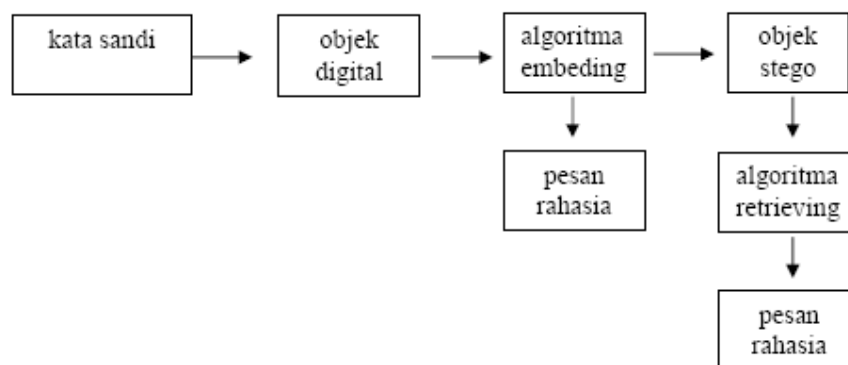 kata sandi
objek
digital
algoritma
embeding
objek
stego
pesan
rahasia
algoritma
retrieving
pesan
rahasia